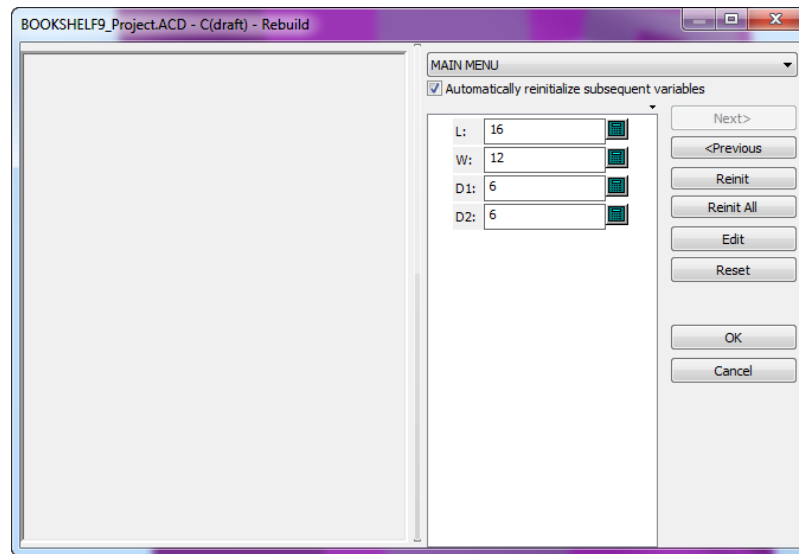 BOOKSHELF9_Project.ACD - C(draft) - Rebuild
MAIN MENU
Automatically reinitialize subsequent variables
L: 16
W: 12
D1: 6
D2: 6
Next>
<Previous
Reinit
Reinit All
Edit
Reset
OK
Cancel